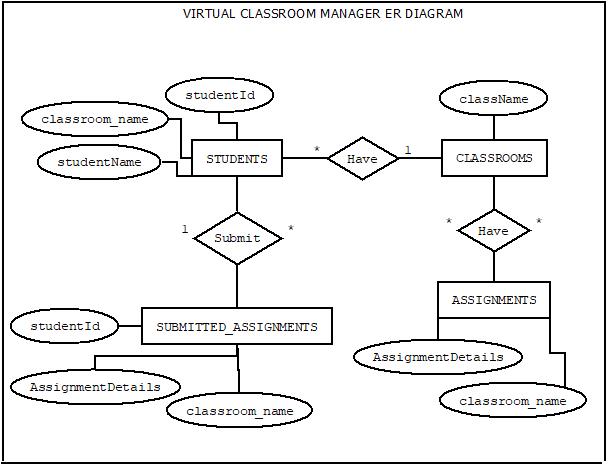 VIRTUAL CLASSROOM MANAGER ER DIAGRAM
studentId
className
classroom_name
studentName
STUDENTS
*
Have
1
CLASSROOMS
1
Submit
*
*
Have
*
ASSIGNMENTS
studentId
SUBMITTED_ASSIGNMENTS
AssignmentDetails
AssignmentDetails
classroom_name
classroom_name